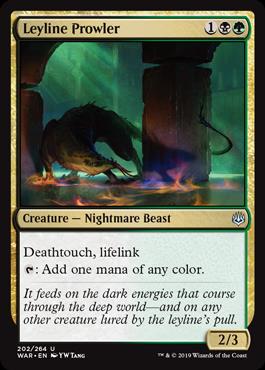 Leyline Prowler 1
Creature — Nightmare Beast
Deathtouch, lifelink
: Add one mana of any color.
It feeds on the dark energies that course
through the deep world—and on any
other creature lured by the leyline's pull.
2/3
202/264 U
WAR • EN YW TANG
™ & © 2019 Wizards of the Coast